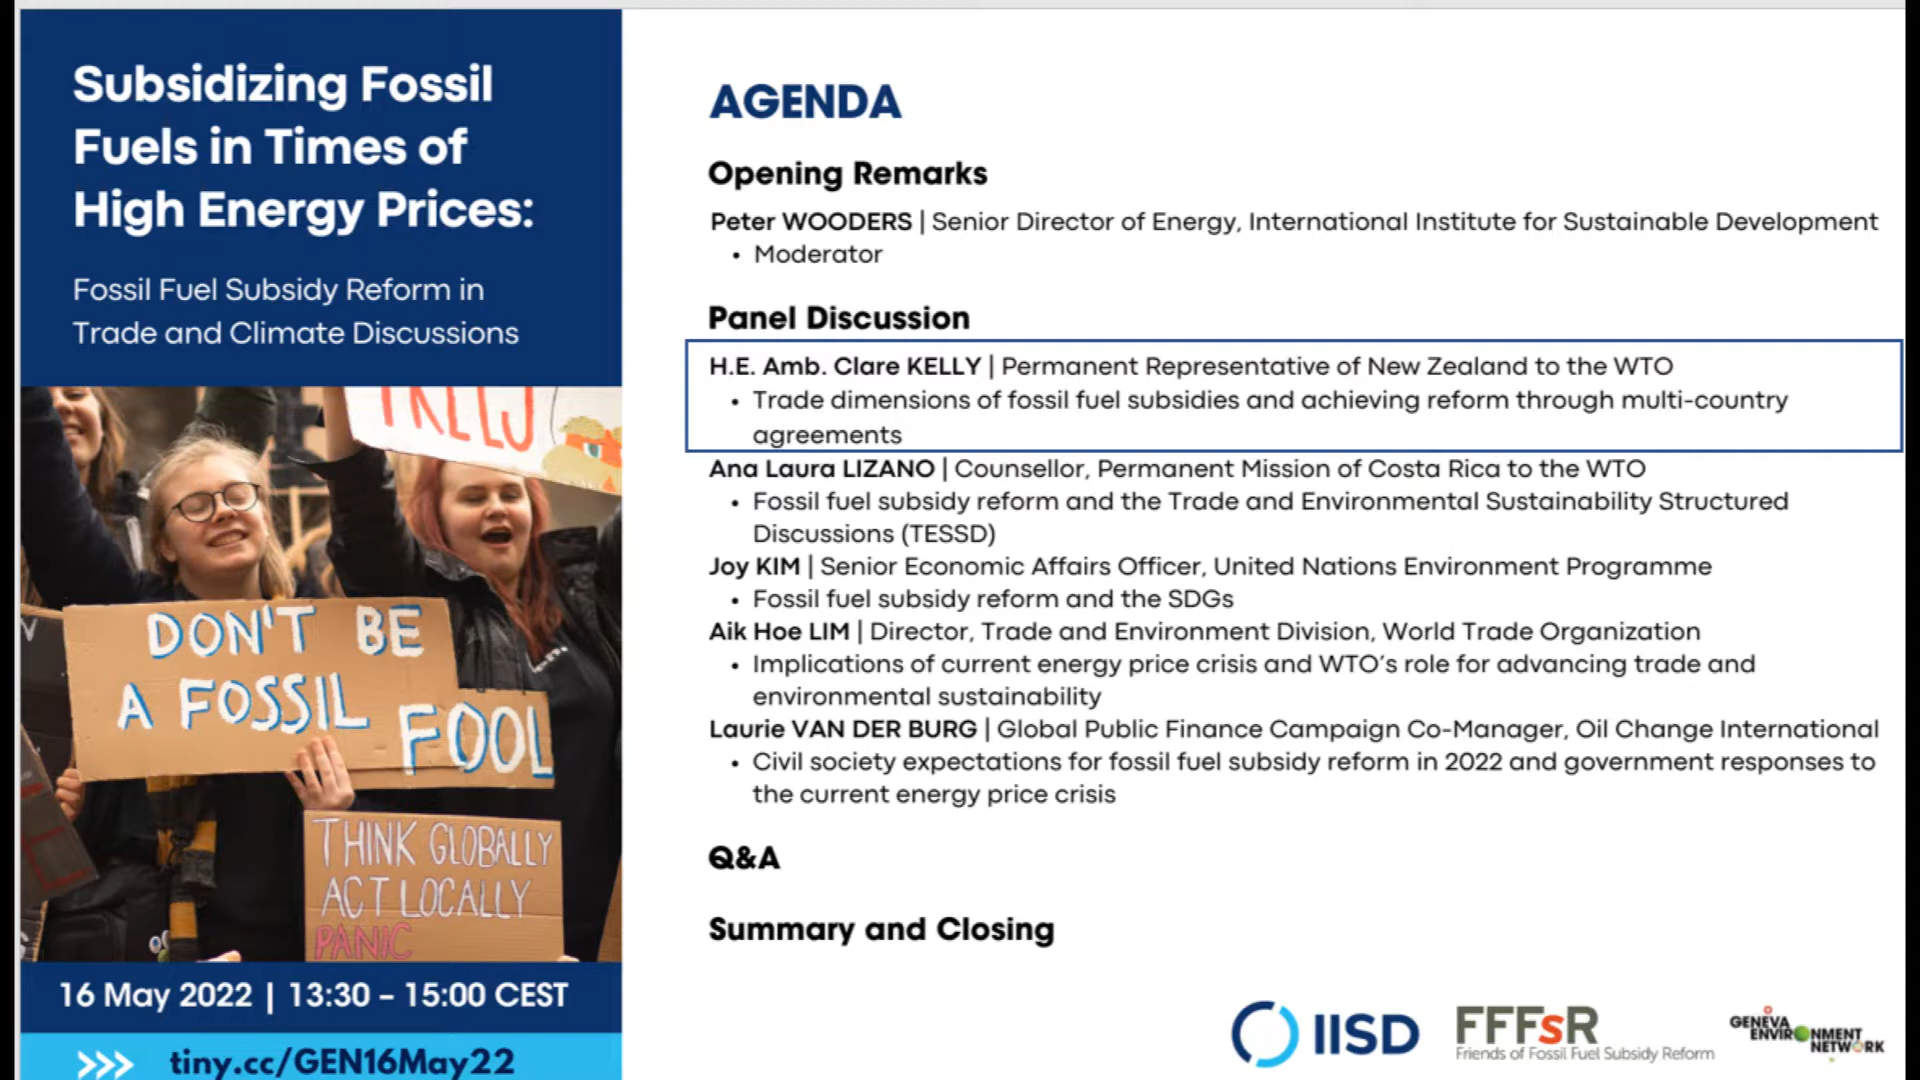 Subsidizing Fossil
Fuels in Times of
High Energy Prices:
Fossil Fuel Subsidy Reform in
Trade and Climate Discussions
DON'T BE
A FOSSIL FOOL
THINK GLOBALLY
ACT LOCALLY
PANIC
16 May 2022 | 13:30 – 15:00 CEST
>>> tiny.cc/GEN16May22
AGENDA
Opening Remarks
Peter WOODERS | Senior Director of Energy, International Institute for Sustainable Development
• Moderator
Panel Discussion
H.E. Amb. Clare KELLY | Permanent Representative of New Zealand to the WTO
• Trade dimensions of fossil fuel subsidies and achieving reform through multi-country
agreements
Ana Laura LIZANO | Counsellor, Permanent Mission of Costa Rica to the WTO
• Fossil fuel subsidy reform and the Trade and Environmental Sustainability Structured
Discussions (TESSD)
Joy KIM | Senior Economic Affairs Officer, United Nations Environment Programme
• Fossil fuel subsidy reform and the SDGs
Aik Hoe LIM | Director, Trade and Environment Division, World Trade Organization
• Implications of current energy price crisis and WTO's role for advancing trade and
environmental sustainability
Laurie VAN DER BURG | Global Public Finance Campaign Co-Manager, Oil Change International
• Civil society expectations for fossil fuel subsidy reform in 2022 and government responses to
the current energy price crisis
Q&A
Summary and Closing
IISD
FFFsR
Friends of Fossil Fuel Subsidy Reform
GENEVA
ENVIRONMENT
NETWORK